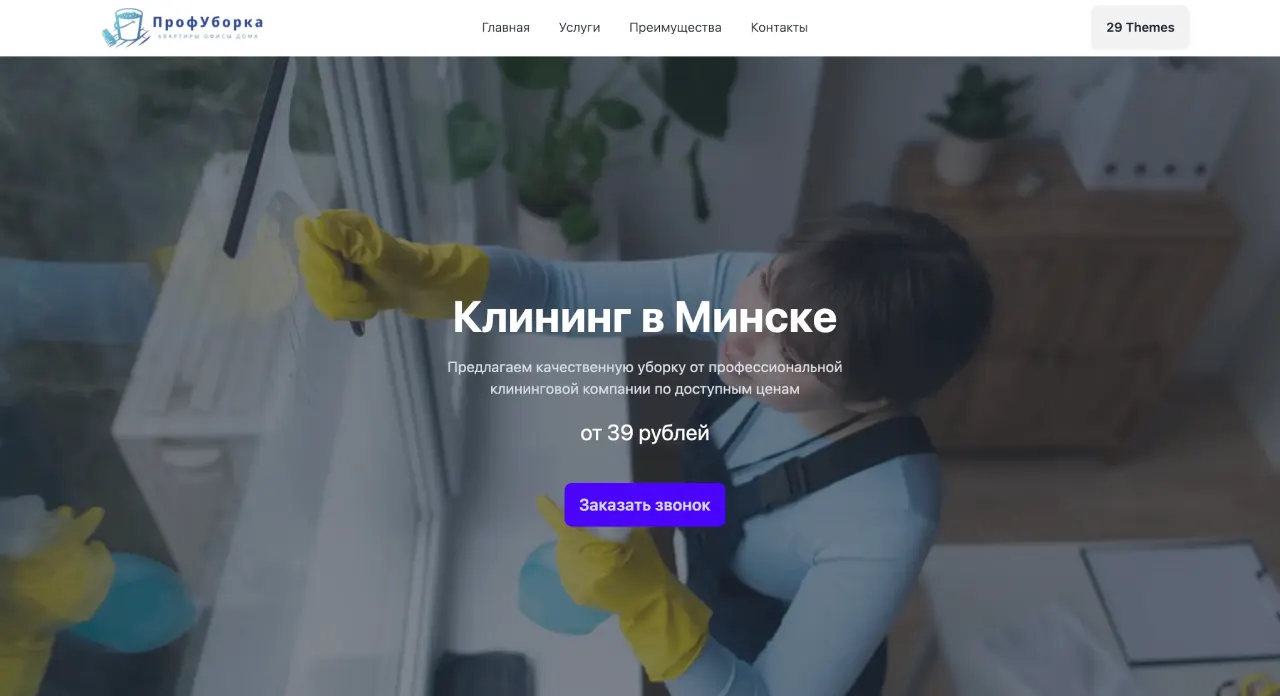 ПрофУборка
КВАРТИРЫ ОФИСЫ ДОМА
Главная
Услуги
Преимущества
Контакты
29 Themes
Клининг в Минске
Предлагаем качественную уборку от профессиональной
клининговой компании по доступным ценам
от 39 рублей
Заказать звонок